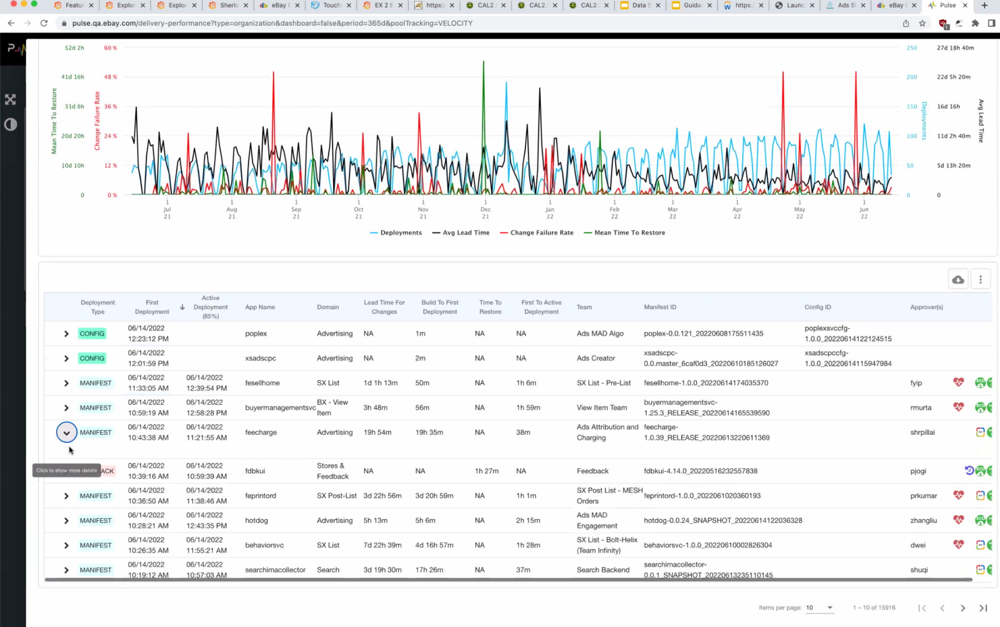 Featur
Explor
Explor
Sherlo
eBay
Touch
EX 2 E
https:
CAL2.
CAL2.
CAL2.
Data S
Guida
https:
Launc
Ads S
eBay
Pulse
pulse.qa.ebay.com/delivery-performance?type=organization&dashboard=false&period=365d&poolTracking=VELOCITY
1
P
52d 2h 60 % 250 27d 18h 40m
41d 16h 48 % 200 22d 5h 20m
31d 6h 36 % 150 16d 16h
20d 20h 24 % 100 11d 2h 40m
10d 10h 12 % 50 5d 13h 20m
0 0 % 0 0
Mean Time To Restore
Change Failure Rate
Deployments
Avg Lead Time
1 1 1 1 1 1 1 1 1 1 1 1
Jul Aug Sep Oct Nov Dec Jan Feb Mar Apr May Jun
21 21 21 21 21 21 22 22 22 22 22 22
Deployments Avg Lead Time Change Failure Rate Mean Time To Restore
Deployment Type
First Deployment
Active Deployment (85%)
App Name
Domain
Lead Time For Changes
Build To First Deployment
Time To Restore
First To Active Deployment
Team
Manifest ID
Config ID
Approver(s)
CONFIG 06/14/2022 12:23:12 PM poplex Advertising NA 1m NA NA Ads MAD Algo poplex-0.0.121_20220608175511435 poplexsvccfg-1.0.0_20220614122124515
CONFIG 06/14/2022 12:01:59 PM xsadscpc Advertising NA 2m NA NA Ads Creator xsadscpc-0.0.master_6caf0d3_20220610185126027 xsadscpccfg-1.0.0_20220614115947984
MANIFEST 06/14/2022 11:33:05 AM 06/14/2022 12:39:54 PM fesellhome SX List 1d 1h 13m 50m NA 1h 6m SX List - Pre-List fesellhome-1.0.0_20220614174035370 fyip ECD
MANIFEST 06/14/2022 10:59:19 AM 06/14/2022 12:58:28 PM buyermanagementsvc BX - View Item 3h 48m 56m NA 1h 59m View Item Team buyermanagementsvc-1.25.3_RELEASE_20220614165539590 rmurta ECD
MANIFEST 06/14/2022 10:43:38 AM 06/14/2022 11:21:55 AM feecharge Advertising 19h 54m 19h 35m NA 38m Ads Attribution and Charging feecharge-1.0.39_RELEASE_20220613220611369 shrpillai
Click to show more details
ACK 06/14/2022 10:39:16 AM 06/14/2022 10:59:39 AM fdbkui Stores & Feedback NA NA 1h 27m NA Feedback fdbkui-4.14.0_20220516232557838 pjogi ECD
MANIFEST 06/14/2022 10:36:50 AM 06/14/2022 11:38:46 AM feprintord SX Post-List 3d 22h 56m 3d 20h 59m NA 1h 1m SX Post List - MESH Orders feprintord-1.0.0_2022061020360193 prkumar
MANIFEST 06/14/2022 10:28:21 AM 06/14/2022 12:43:35 PM hotdog Advertising 5h 13m 5h 6m NA 2h 15m Ads MAD Engagement hotdog-0.0.24_SNAPSHOT_20220614122036328 zhangliu ECD
MANIFEST 06/14/2022 10:26:35 AM 06/14/2022 11:55:21 AM behaviorsvc SX List 7d 22h 39m 4d 16h 57m NA 1h 28m SX List - Bolt-Helix (Team Infinity) behaviorsvc-1.0.0_20220610002826304 dwei
MANIFEST 06/14/2022 10:19:12 AM 06/14/2022 10:57:03 AM searchimacollector Search 3d 19h 30m 17h 26m NA 37m Search Backend searchimacollector-0.0.1_SNAPSHOT_20220613235110145 shuqi
Items per page: 10 1 – 10 of 15916